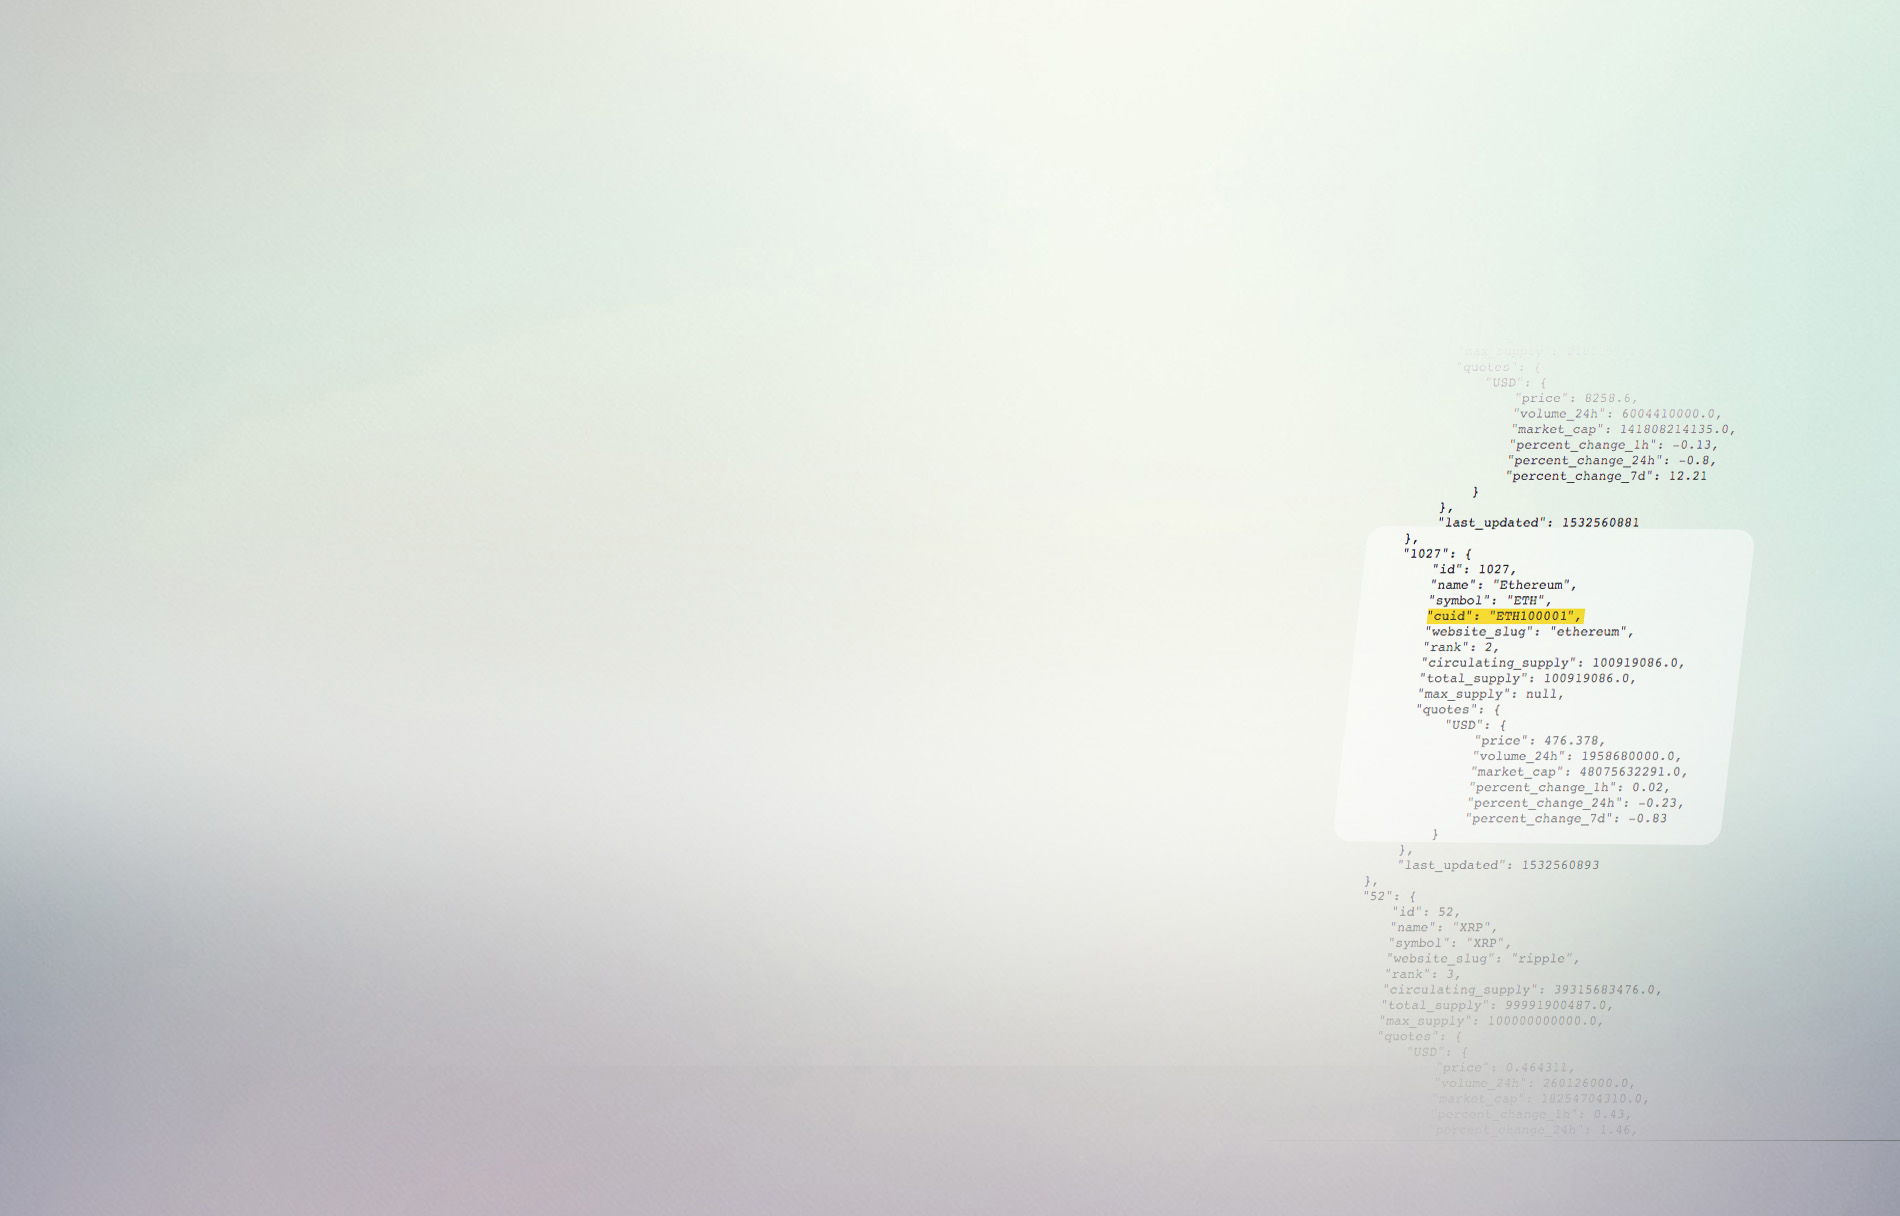 "quotes": {
"USD": {
"price": 8258.6,
"volume_24h": 6004410000.0,
"market_cap": 141808214135.0,
"percent_change_1h": -0.13,
"percent_change_24h": -0.8,
"percent_change_7d": 12.21
}
},
"last_updated": 1532560881
},
"1027": {
"id": 1027,
"name": "Ethereum",
"symbol": "ETH",
"cuid": "ETH100001",
"website_slug": "ethereum",
"rank": 2,
"circulating_supply": 100919086.0,
"total_supply": 100919086.0,
"max_supply": null,
"quotes": {
"USD": {
"price": 476.378,
"volume_24h": 1958680000.0,
"market_cap": 48075632291.0,
"percent_change_1h": 0.02,
"percent_change_24h": -0.23,
"percent_change_7d": -0.83
}
},
"last_updated": 1532560893
},
"52": {
"id": 52,
"name": "XRP",
"symbol": "XRP",
"website_slug": "ripple",
"rank": 3,
"circulating_supply": 39315683476.0,
"total_supply": 99991900487.0,
"max_supply": 100000000000.0,
"quotes": {
"USD": {
"price": 0.464311,
"volume_24h": 260126000.0,
"market_cap": 18254704310.0,
"percent_change_1h": 0.43,
"percent_change_24h": 1.46,